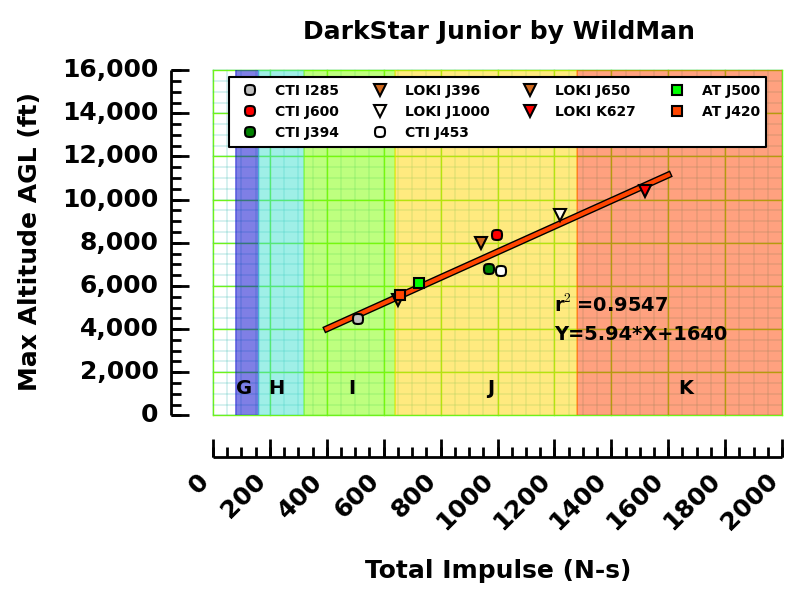 DarkStar Junior by WildMan
Max Altitude AGL (ft)
16,000
14,000
12,000
10,000
8,000
6,000
4,000
2,000
0
CTI I285
LOKI J396
LOKI J650
AT J500
CTI J600
LOKI J1000
LOKI K627
AT J420
CTI J394
CTI J453
r² =0.9547
Y=5.94*X+1640
G H I J K
0 200 400 600 800 1000 1200 1400 1600 1800 2000
Total Impulse (N-s)